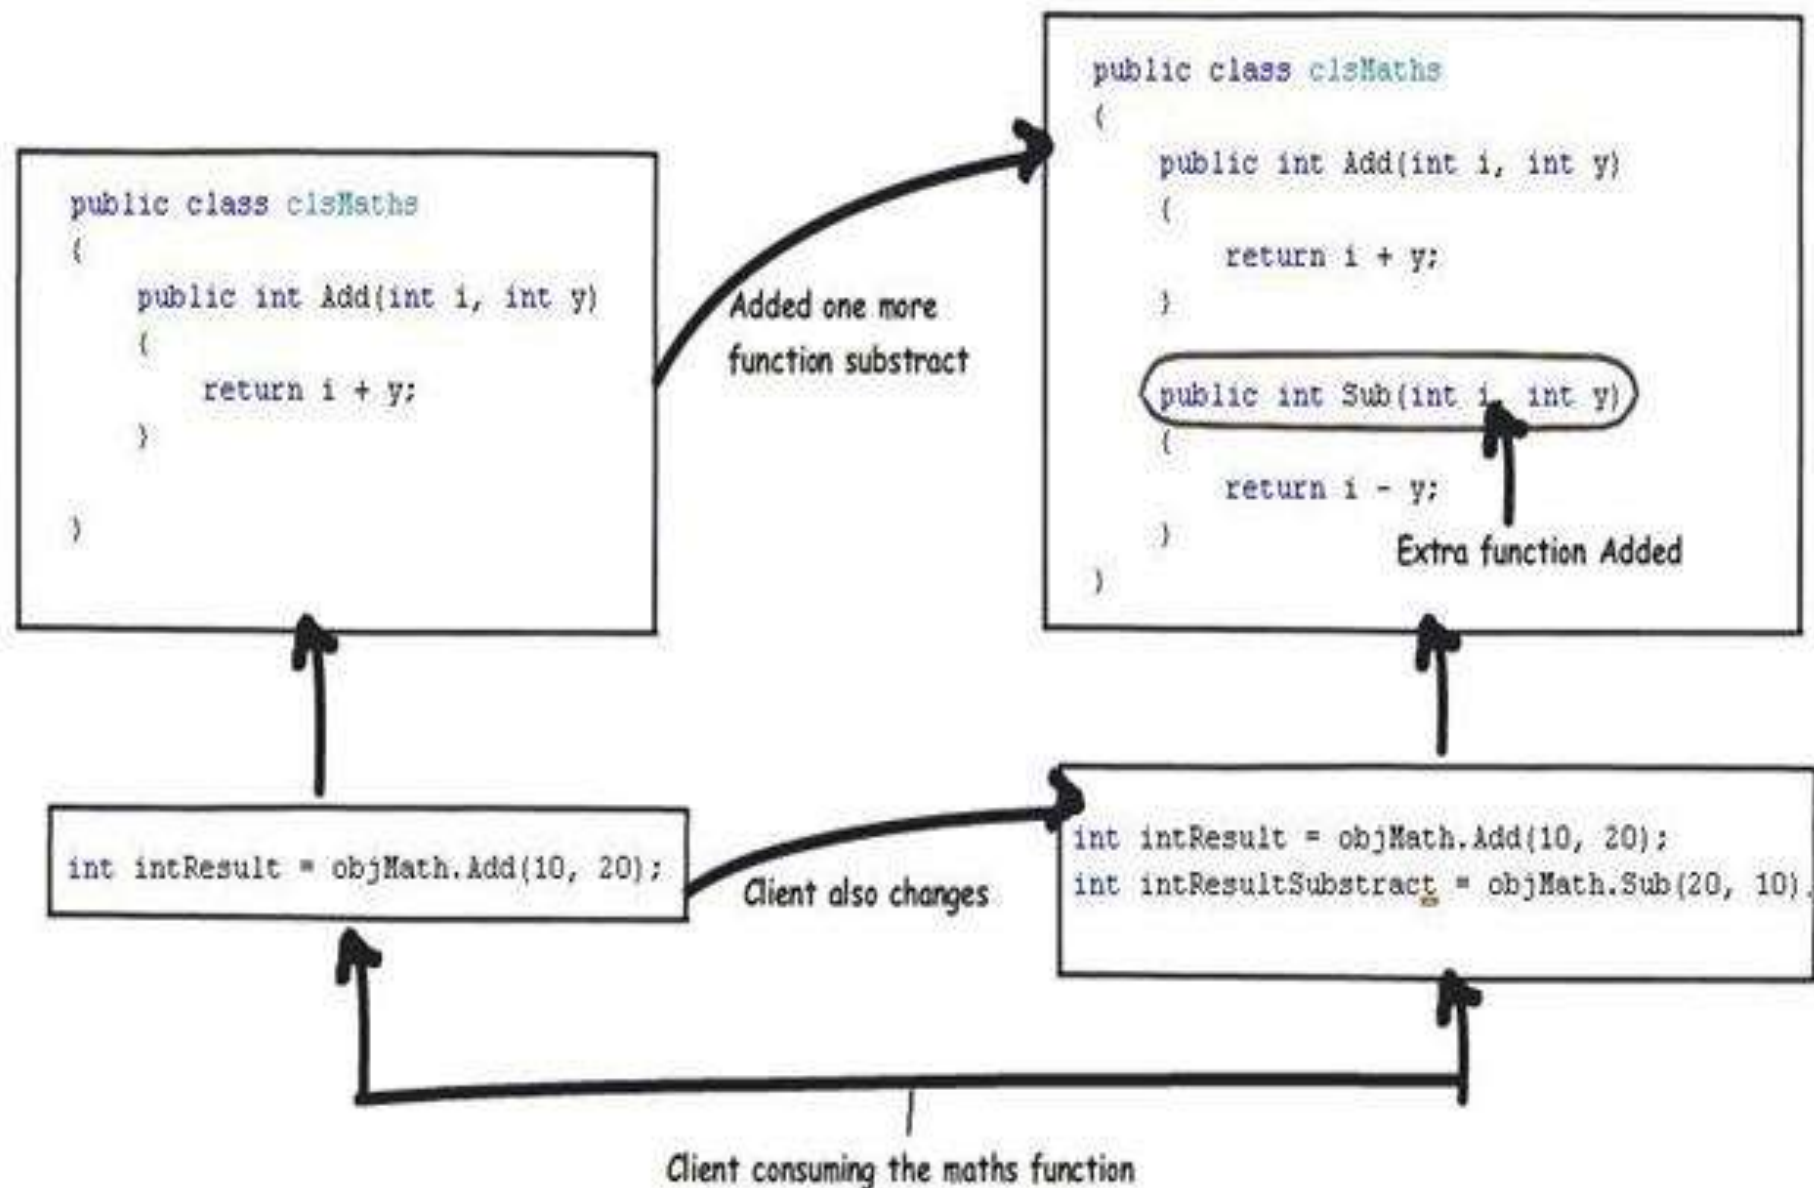 public class clsMaths
{
public int Add(int i, int y)
{
return i + y;
}
}
Added one more
function substract
public class clsMaths
{
public int Add(int i, int y)
{
return i + y;
}
public int Sub(int i, int y)
{
return i - y;
}
Extra function Added
}
int intResult = objMath.Add(10, 20);
Client also changes
int intResult = objMath.Add(10, 20);
int intResultSubstract = objMath.Sub(20, 10).
Client consuming the maths function